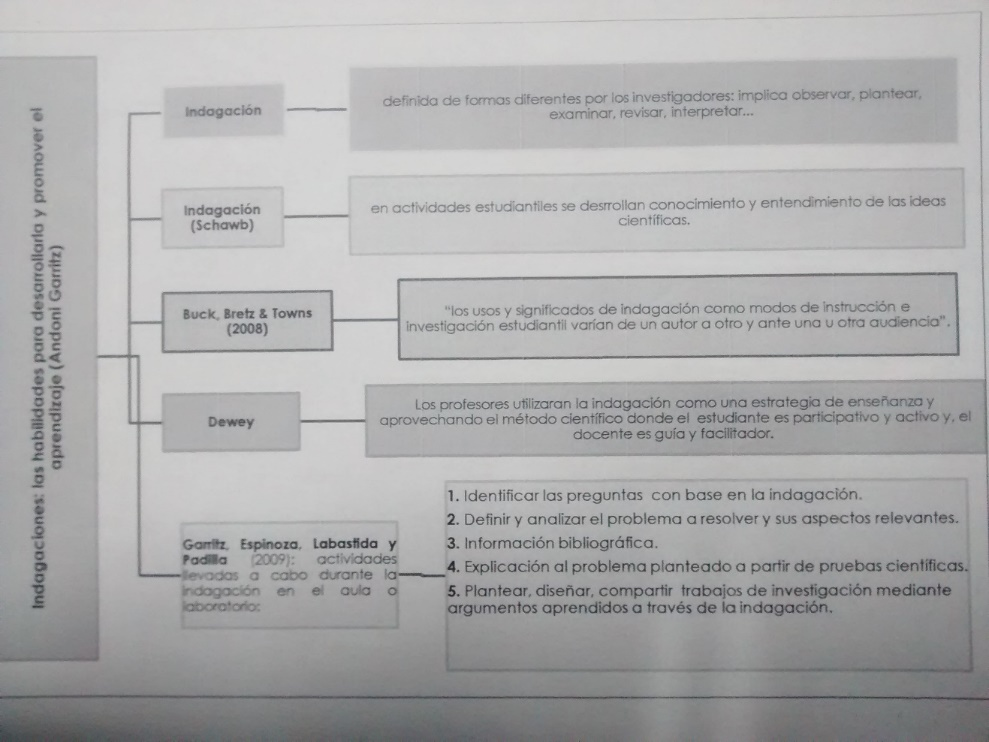 Indagaciones: las habilidades para desarrollarla y promover el
aprendizaje (Andoni Garritz)
Indagación
definida de formas diferentes por los investigadores: implica observar, plantear,
examinar, revisar, interpretar...
Indagación
(Schawb)
en actividades estudiantiles se desrrollan conocimiento y entendimiento de las ideas
científicas.
Buck, Bretz & Towns
(2008)
"los usos y significados de indagación como modos de instrucción e
investigación estudiantil varían de un autor a otro y ante una u otra audiencia".
Dewey
Los profesores utilizaran la indagación como una estrategia de enseñanza y
aprovechando el método científico donde el estudiante es participativo y activo y, el
docente es guía y facilitador.
Garritz, Espinoza, Labastida y
Padilla (2009): actividades
llevadas a cabo durante la
indagación en el aula o
laboratorio:
1. Identificar las preguntas con base en la indagación.
2. Definir y analizar el problema a resolver y sus aspectos relevantes.
3. Información bibliográfica.
4. Explicación al problema planteado a partir de pruebas científicas.
5. Plantear, diseñar, compartir trabajos de investigación mediante
argumentos aprendidos a través de la indagación.